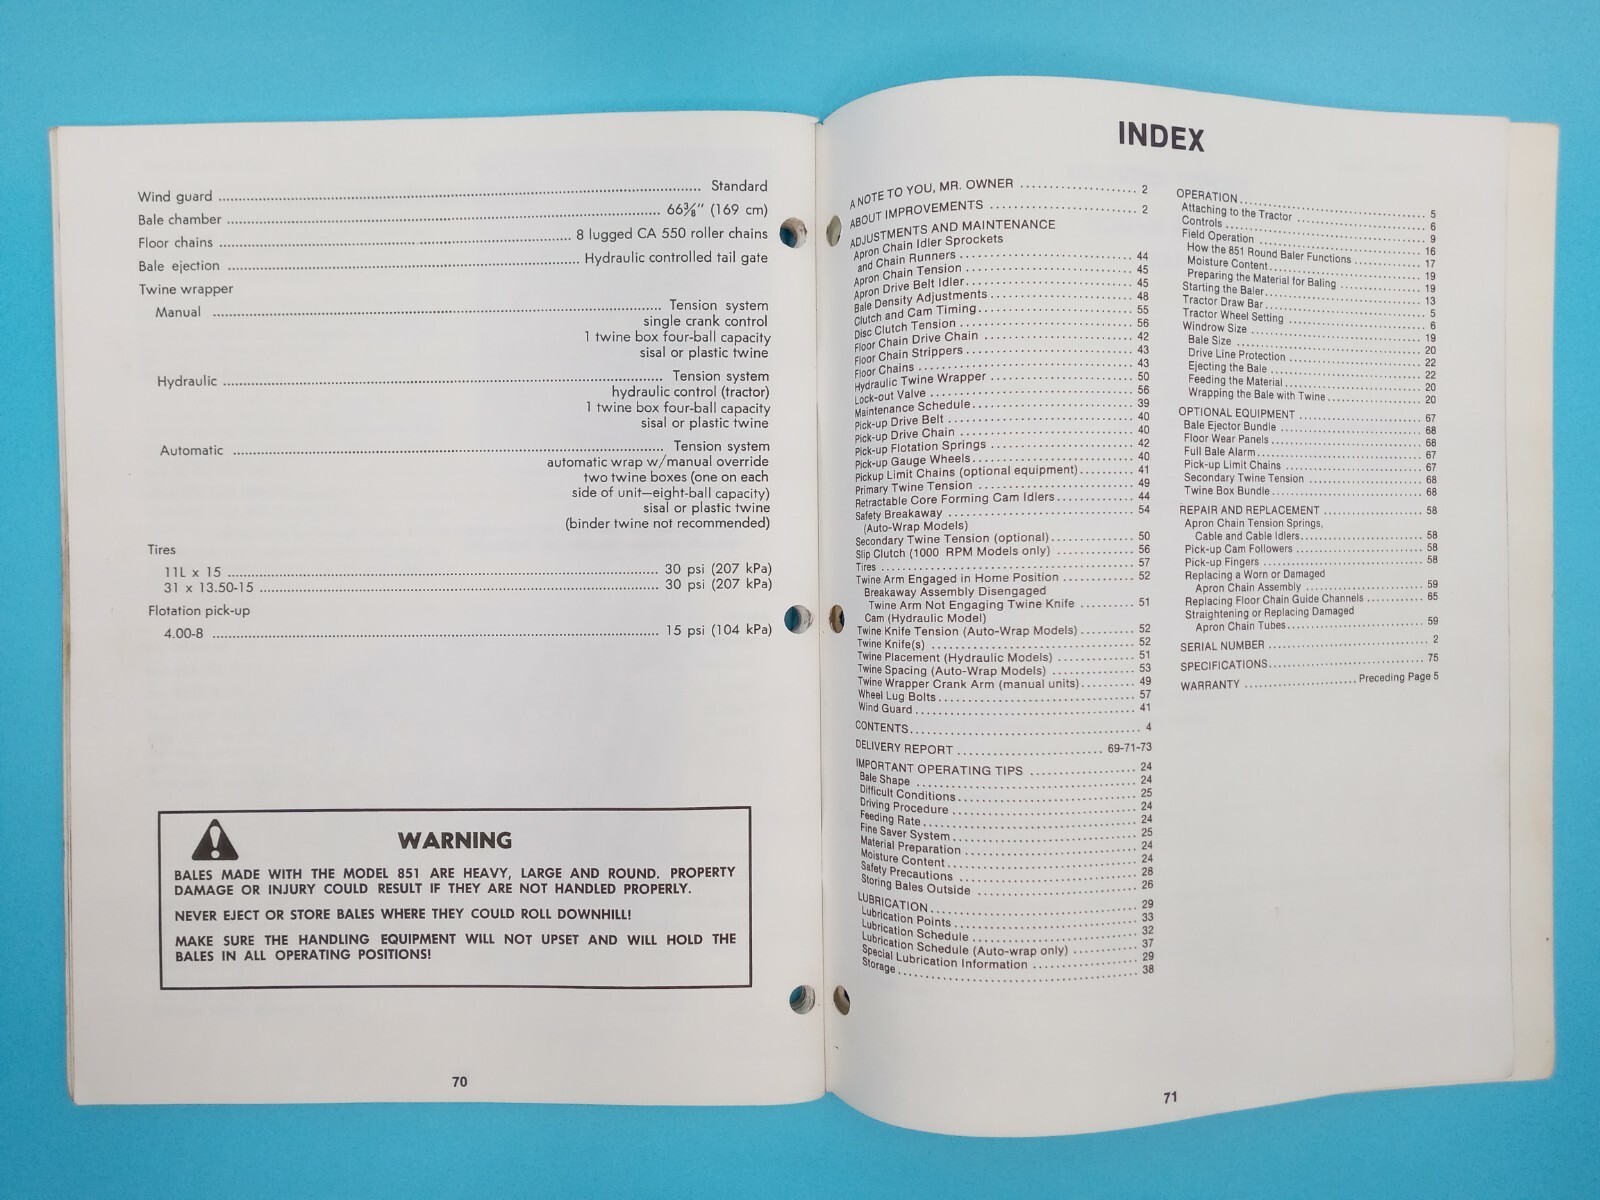 Wind guard ........ Standard
Bale chamber ........ 66⅜" (169 cm)
Floor chains ........ 8 lugged CA 550 roller chains
Bale ejection ........ Hydraulic controlled tail gate
Twine wrapper
Manual ........ Tension system
single crank control
1 twine box four-ball capacity
sisal or plastic twine
Hydraulic ........ Tension system
hydraulic control (tractor)
1 twine box four-ball capacity
sisal or plastic twine
Automatic ........ Tension system
automatic wrap w/manual override
two twine boxes (one on each
side of unit—eight-ball capacity)
sisal or plastic twine
(binder twine not recommended)
Tires
11L x 15 ........ 30 psi (207 kPa)
31 x 13.50-15 ........ 30 psi (207 kPa)
Flotation pick-up
4.00-8 ........ 15 psi (104 kPa)
WARNING
BALES MADE WITH THE MODEL 851 ARE HEAVY, LARGE AND ROUND. PROPERTY
DAMAGE OR INJURY COULD RESULT IF THEY ARE NOT HANDLED PROPERLY.
NEVER EJECT OR STORE BALES WHERE THEY COULD ROLL DOWNHILL!
MAKE SURE THE HANDLING EQUIPMENT WILL NOT UPSET AND WILL HOLD THE
BALES IN ALL OPERATING POSITIONS!
70
INDEX
A NOTE TO YOU, MR. OWNER ........ 2
ABOUT IMPROVEMENTS ........ 2
ADJUSTMENTS AND MAINTENANCE
Apron Chain Idler Sprockets
and Chain Runners ........ 44
Apron Chain Tension ........ 45
Apron Drive Belt Idler ........ 45
Bale Density Adjustments ........ 48
Clutch and Cam Timing ........ 55
Disc Clutch Tension ........ 56
Floor Chain Drive Chain ........ 42
Floor Chain Strippers ........ 43
Floor Chains ........ 43
Hydraulic Twine Wrapper ........ 50
Lock-out Valve ........ 56
Maintenance Schedule ........ 39
Pick-up Drive Belt ........ 40
Pick-up Drive Chain ........ 40
Pick-up Flotation Springs ........ 42
Pick-up Gauge Wheels ........ 40
Pickup Limit Chains (optional equipment) ........ 41
Primary Twine Tension ........ 49
Retractable Core Forming Cam Idlers ........ 44
Safety Breakaway ........ 54
(Auto-Wrap Models)
Secondary Twine Tension (optional) ........ 50
Slip Clutch (1000 RPM Models only) ........ 56
Tires ........ 57
Twine Arm Engaged in Home Position ........ 52
Breakaway Assembly Disengaged
Twine Arm Not Engaging Twine Knife ........ 51
Cam (Hydraulic Model)
Twine Knife Tension (Auto-Wrap Models) ........ 52
Twine Knife(s) ........ 52
Twine Placement (Hydraulic Models) ........ 51
Twine Spacing (Auto-Wrap Models) ........ 53
Twine Wrapper Crank Arm (manual units) ........ 49
Wheel Lug Bolts ........ 57
Wind Guard ........ 41
CONTENTS ........ 4
DELIVERY REPORT ........ 69-71-73
IMPORTANT OPERATING TIPS ........ 24
Bale Shape ........ 24
Difficult Conditions ........ 25
Driving Procedure ........ 24
Feeding Rate ........ 24
Fine Saver System ........ 25
Material Preparation ........ 24
Moisture Content ........ 24
Safety Precautions ........ 28
Storing Bales Outside ........ 26
LUBRICATION ........ 29
Lubrication Points ........ 33
Lubrication Schedule ........ 32
Lubrication Schedule (Auto-wrap only) ........ 37
Special Lubrication Information ........ 29
Storage ........ 38
OPERATION ........ 5
Attaching to the Tractor ........ 6
Controls ........ 9
Field Operation ........ 16
How the 851 Round Baler Functions ........ 17
Moisture Content ........ 19
Preparing the Material for Baling ........ 19
Starting the Baler ........ 13
Tractor Draw Bar ........ 5
Tractor Wheel Setting ........ 6
Windrow Size ........ 19
Bale Size ........ 20
Drive Line Protection ........ 22
Ejecting the Bale ........ 22
Feeding the Material ........ 20
Wrapping the Bale with Twine ........ 20
OPTIONAL EQUIPMENT ........ 67
Bale Ejector Bundle ........ 68
Floor Wear Panels ........ 68
Full Bale Alarm ........ 67
Pick-up Limit Chains ........ 67
Secondary Twine Tension ........ 68
Twine Box Bundle ........ 68
REPAIR AND REPLACEMENT ........ 58
Apron Chain Tension Springs,
Cable and Cable Idlers ........ 58
Pick-up Cam Followers ........ 58
Pick-up Fingers ........ 58
Replacing a Worn or Damaged
Apron Chain Assembly ........ 59
Replacing Floor Chain Guide Channels ........ 65
Straightening or Replacing Damaged
Apron Chain Tubes ........ 59
SERIAL NUMBER ........ 2
SPECIFICATIONS ........ 75
WARRANTY ........ Preceding Page 5
71